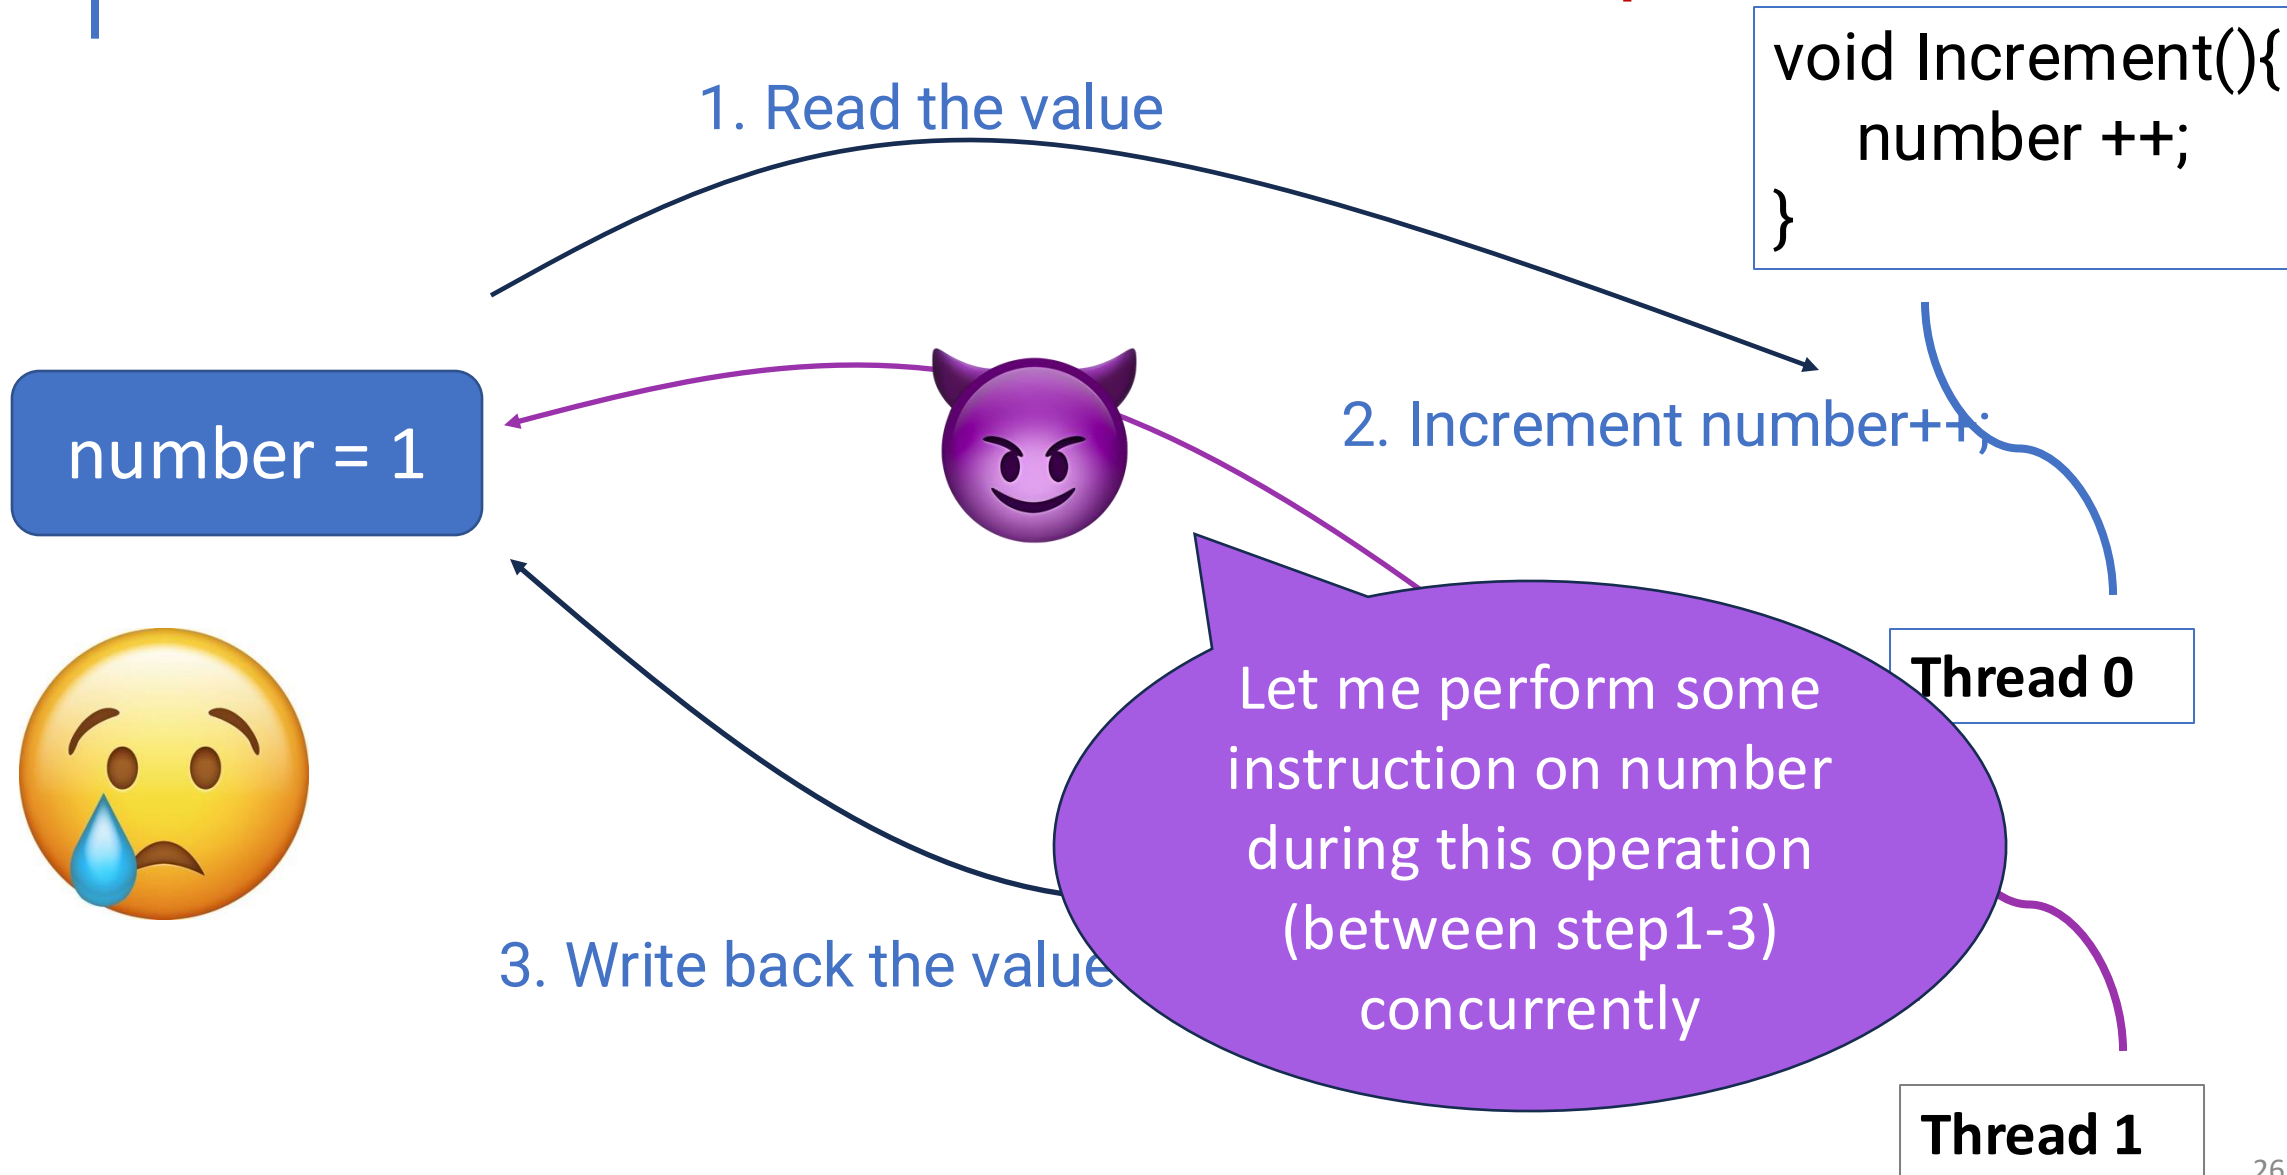 void Increment(){
number ++;
}
1. Read the value
number = 1
2. Increment number++;
Thread 0
Let me perform some
instruction on number
during this operation
(between step1-3)
concurrently
3. Write back the value
Thread 1
26